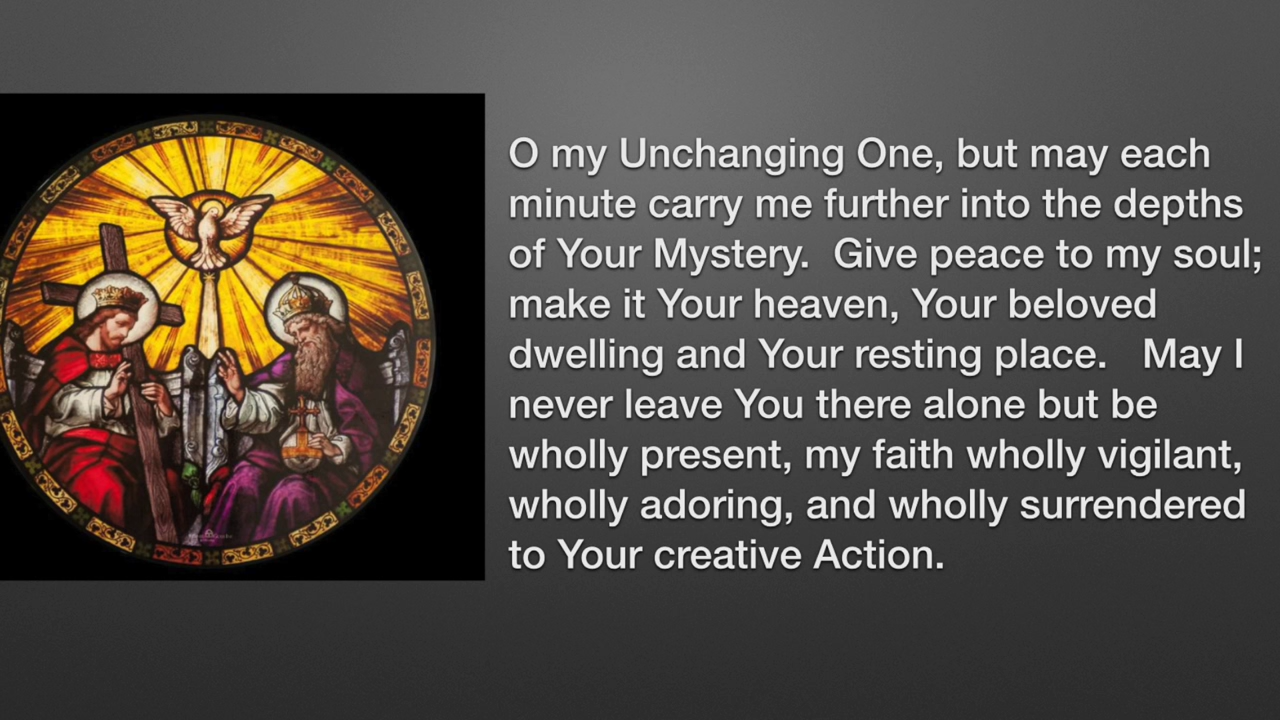 O my Unchanging One, but may each
minute carry me further into the depths
of Your Mystery.  Give peace to my soul;
make it Your heaven, Your beloved
dwelling and Your resting place.   May I
never leave You there alone but be
wholly present, my faith wholly vigilant,
wholly adoring, and wholly surrendered
to Your creative Action.